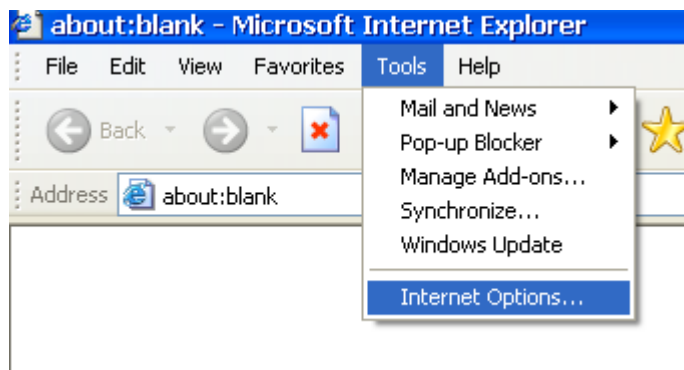 about:blank - Microsoft Internet Explorer
File Edit View Favorites Tools Help
Back
Address about:blank
Mail and News
Pop-up Blocker
Manage Add-ons...
Synchronize...
Windows Update
Internet Options...